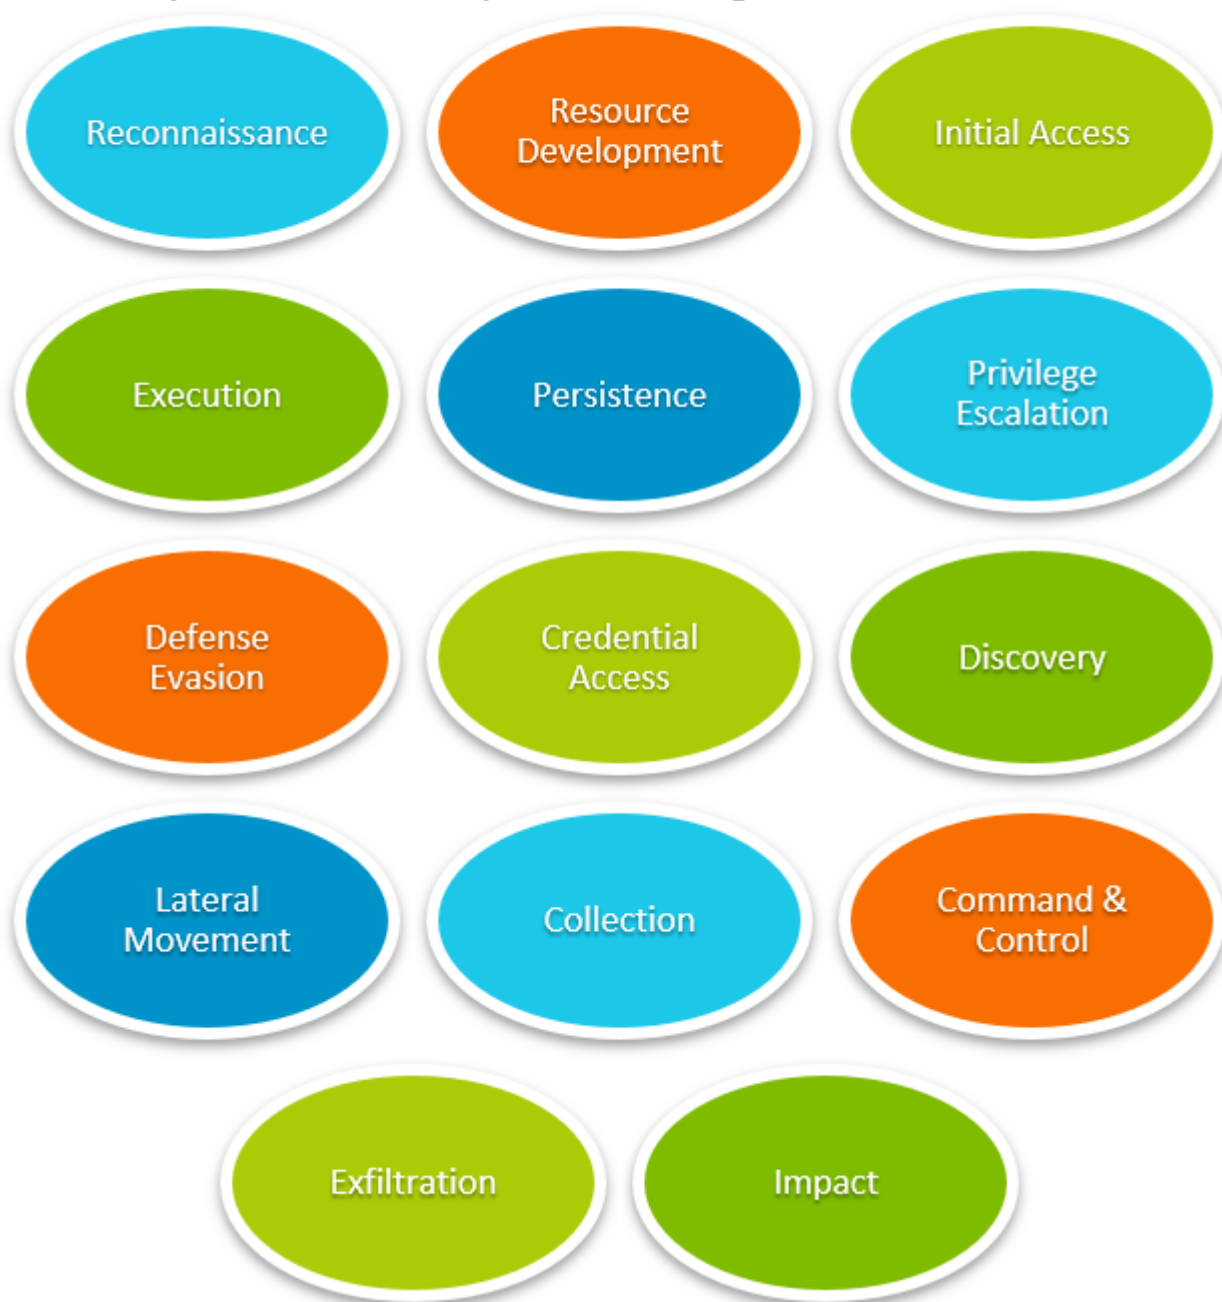 Reconnaissance
Resource
Development
Initial Access
Execution
Persistence
Privilege
Escalation
Defense
Evasion
Credential
Access
Discovery
Lateral
Movement
Collection
Command &
Control
Exfiltration
Impact